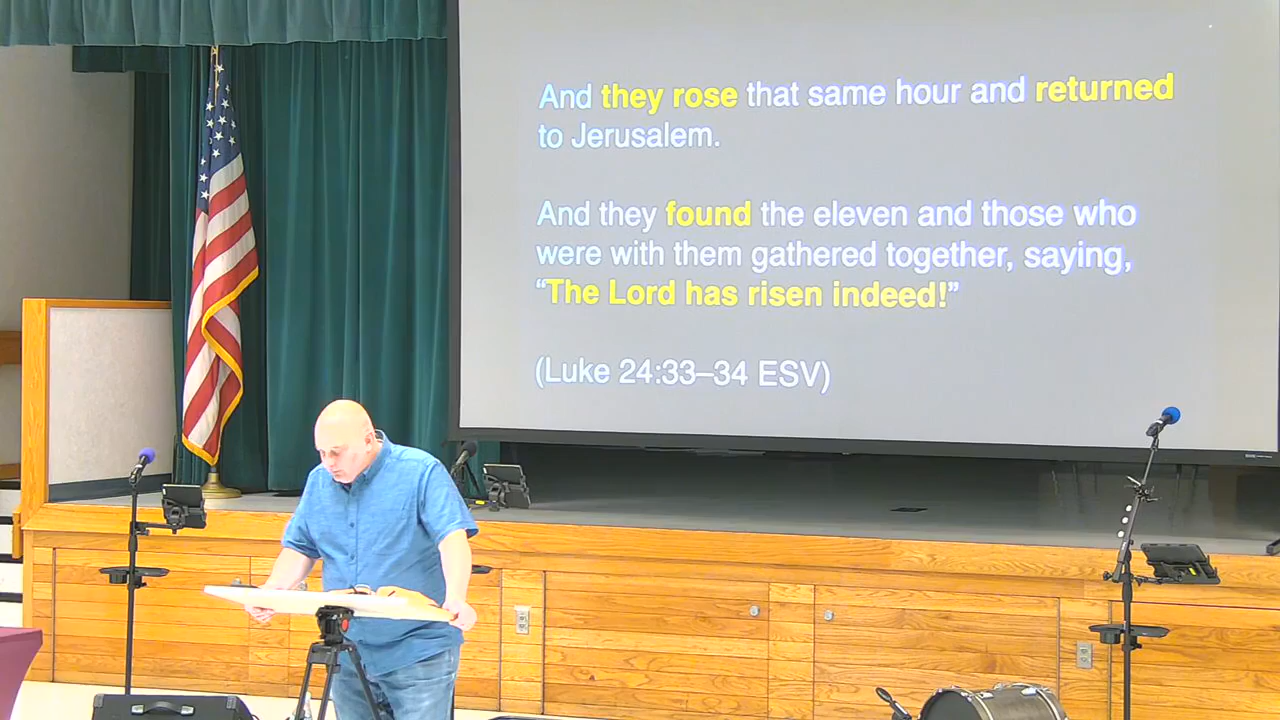 And they rose that same hour and returned
to Jerusalem.
And they found the eleven and those who
were with them gathered together, saying,
“The Lord has risen indeed!”
(Luke 24:33–34 ESV)